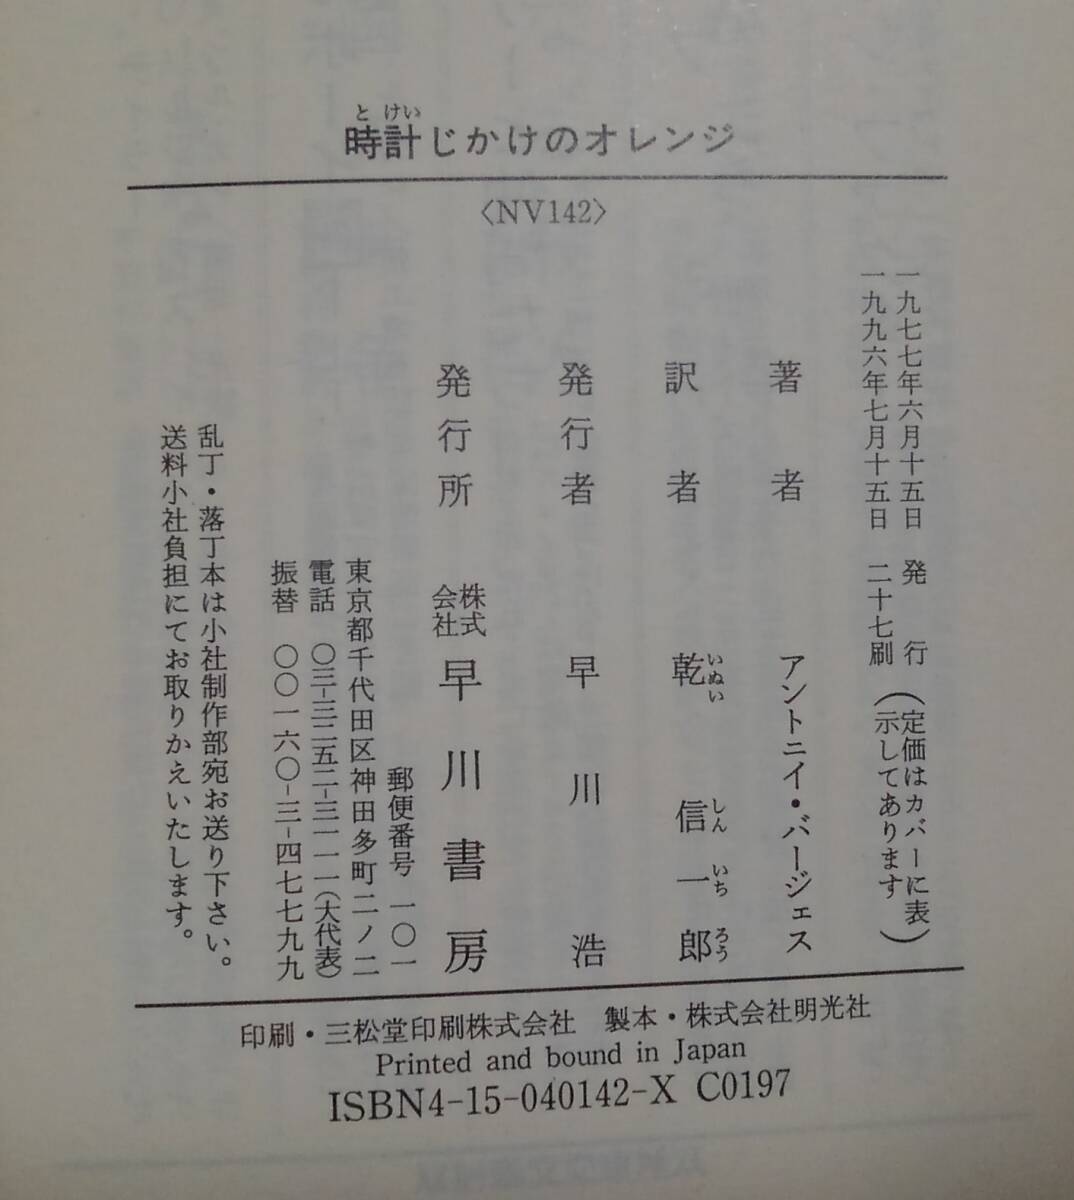 時計じかけのオレンジ
とけい
〈NV142〉
一九七七年六月十五日 発行
一九九六年七月十五日 二十七刷
(定価はカバーに表示してあります)
著者 アントニイ・バージェス
訳者 乾信一郎
いぬい しん いち ろう
発行者 早川浩
発行所 株式会社 早川書房
郵便番号 一〇一
東京都千代田区神田多町二ノ二
電話 〇三-三二五二-三一一一(大代表)
振替 〇〇一六〇-三-四七七九九
乱丁・落丁本は小社制作部宛お送り下さい。
送料小社負担にてお取りかえいたします。
印刷・三松堂印刷株式会社 製本・株式会社明光社
Printed and bound in Japan
ISBN4-15-040142-X C0197